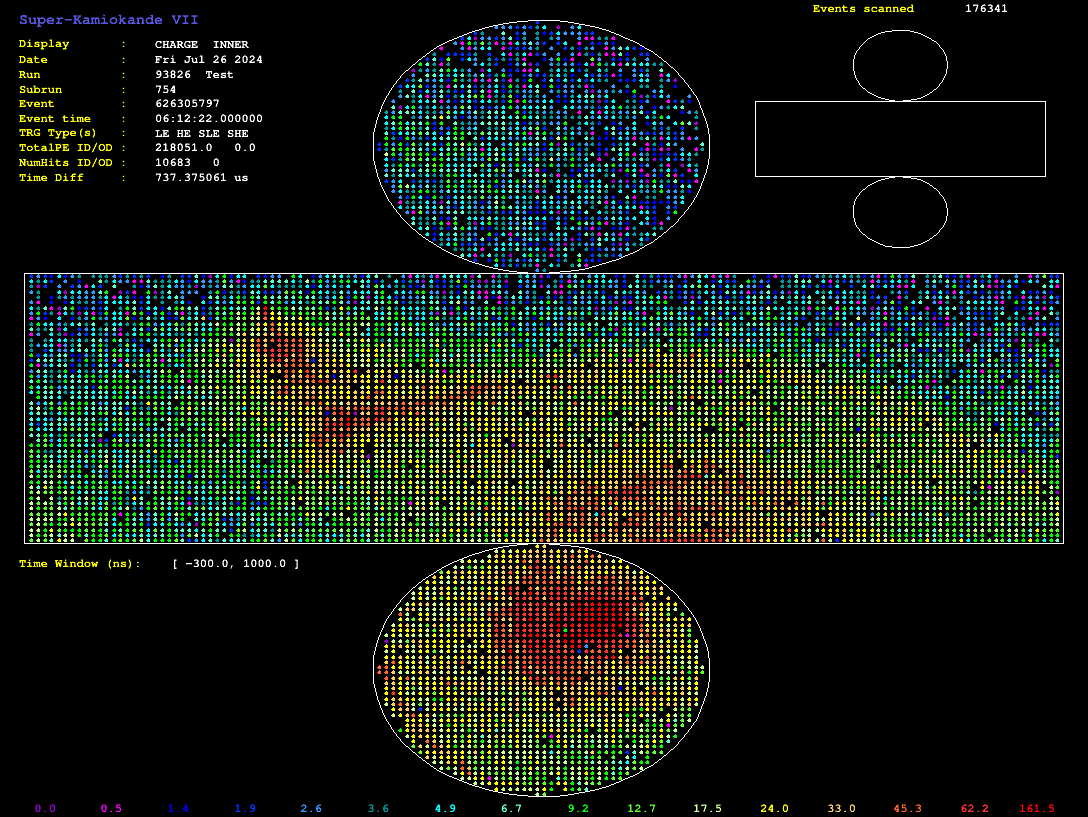 Super-Kamiokande VII
Events scanned 176341
Display : CHARGE INNER
Date : Fri Jul 26 2024
Run : 93826 Test
Subrun : 754
Event : 626305797
Event time : 06:12:22.000000
TRG Type(s) : LE HE SLE SHE
TotalPE ID/OD : 218051.0 0.0
NumHits ID/OD : 10683 0
Time Diff : 737.375061 us
Time Window (ns): [ -300.0, 1000.0 ]
0.0 0.5 1.4 1.9 2.6 3.6 4.9 6.7 9.2 12.7 17.5 24.0 33.0 45.3 62.2 161.5